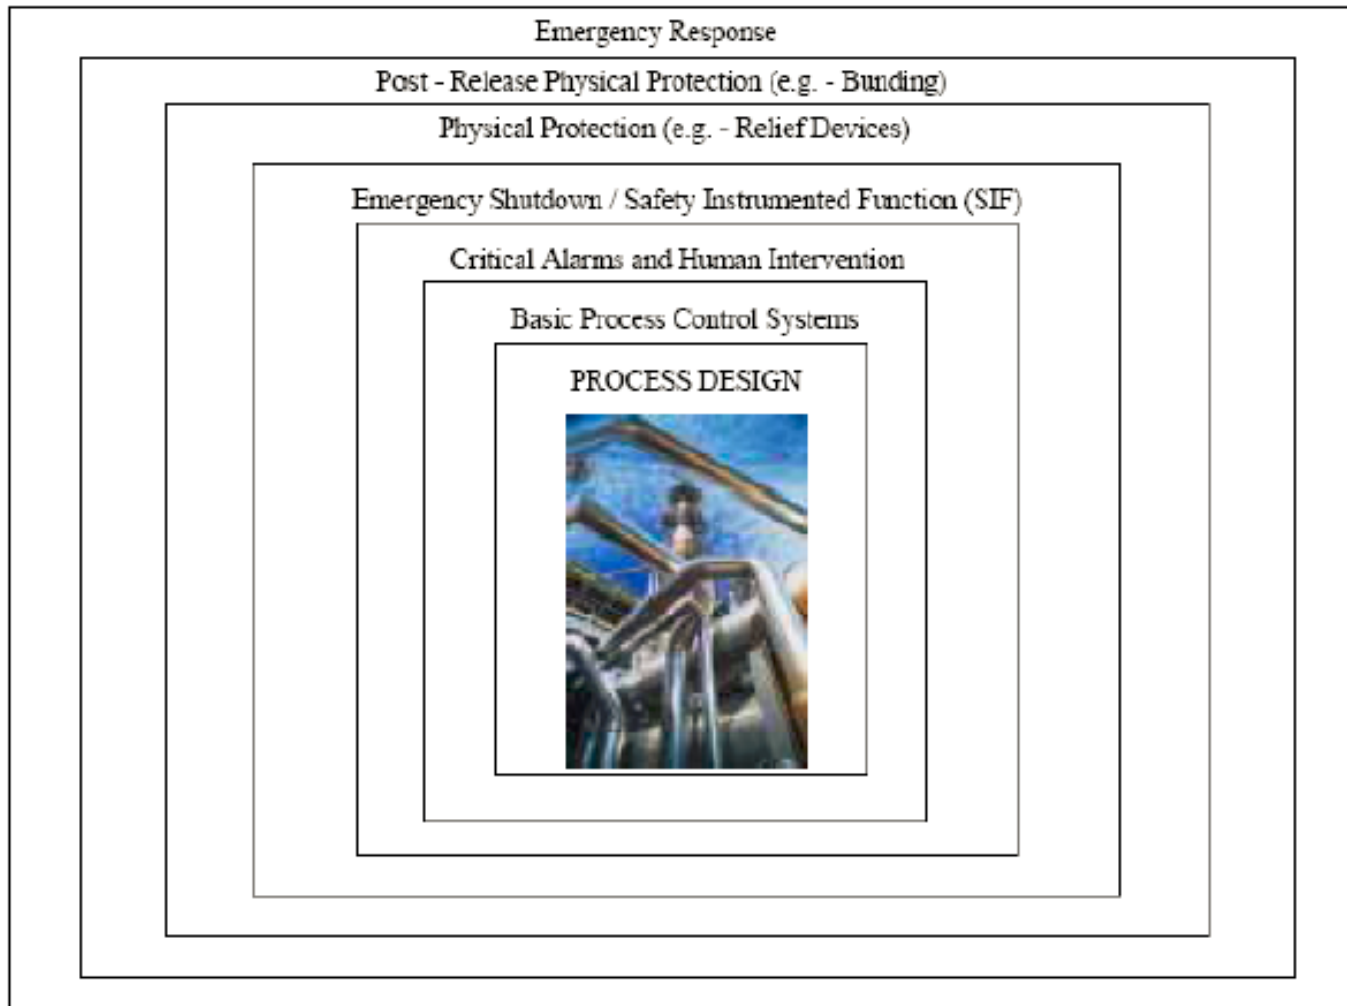 Emergency Response
Post - Release Physical Protection (e.g. - Bunding)
Physical Protection (e.g. - Relief Devices)
Emergency Shutdown / Safety Instrumented Function (SIF)
Critical Alarms and Human Intervention
Basic Process Control Systems
PROCESS DESIGN